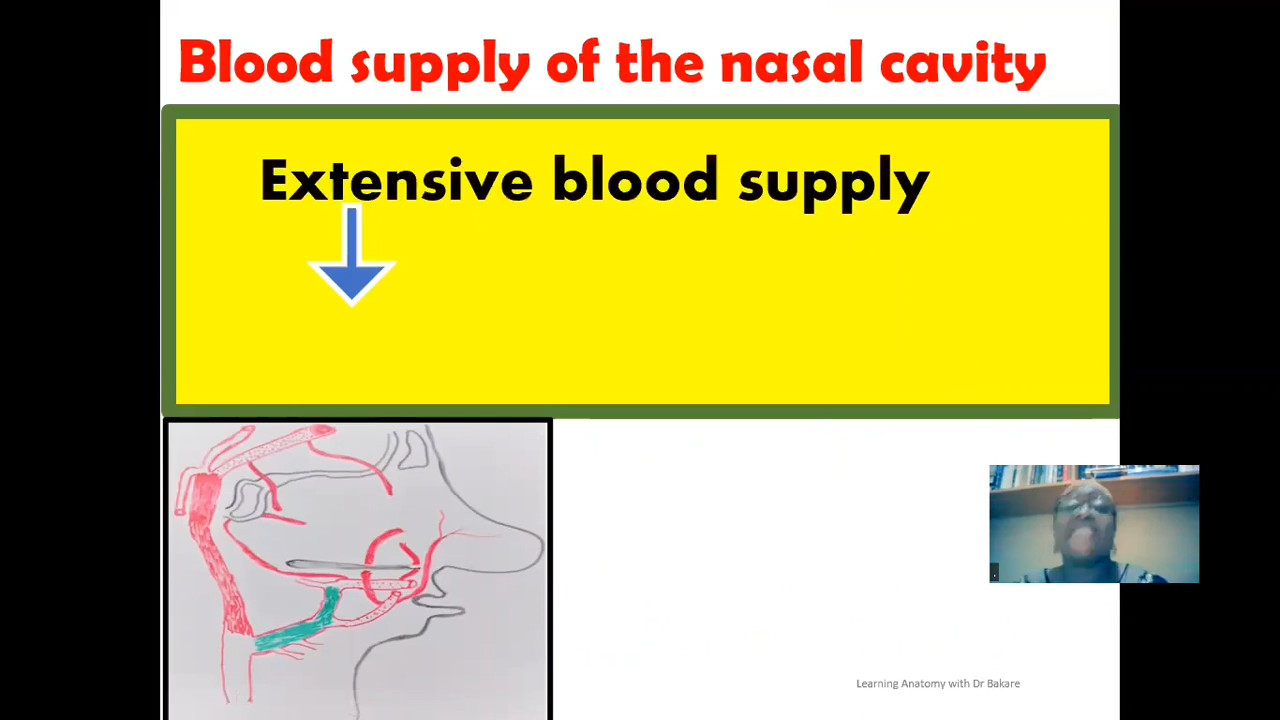 Blood supply of the nasal cavity
Extensive blood supply
Learning Anatomy with Dr Bakare